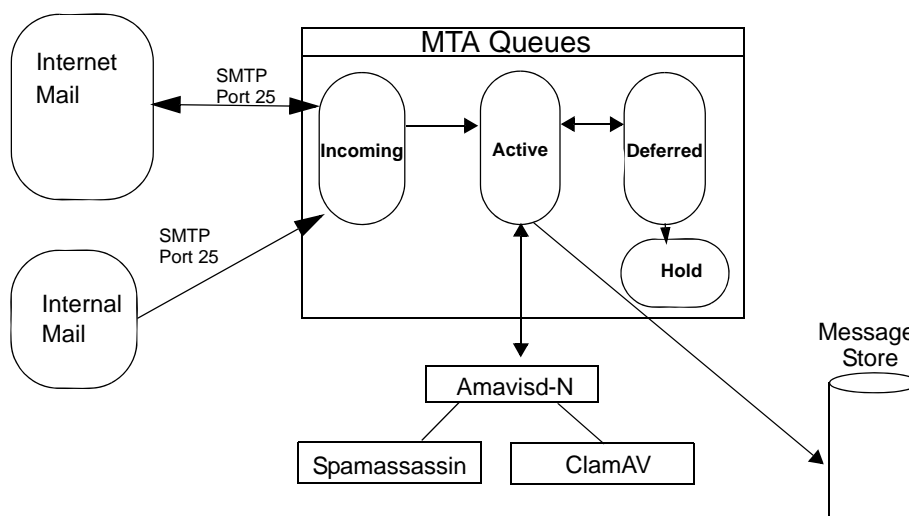 MTA Queues
Internet
Mail
SMTP
Port 25
Incoming
Active
Deferred
Hold
SMTP
Port 25
Internal
Mail
Message
Store
Amavisd-N
Spamassassin
ClamAV